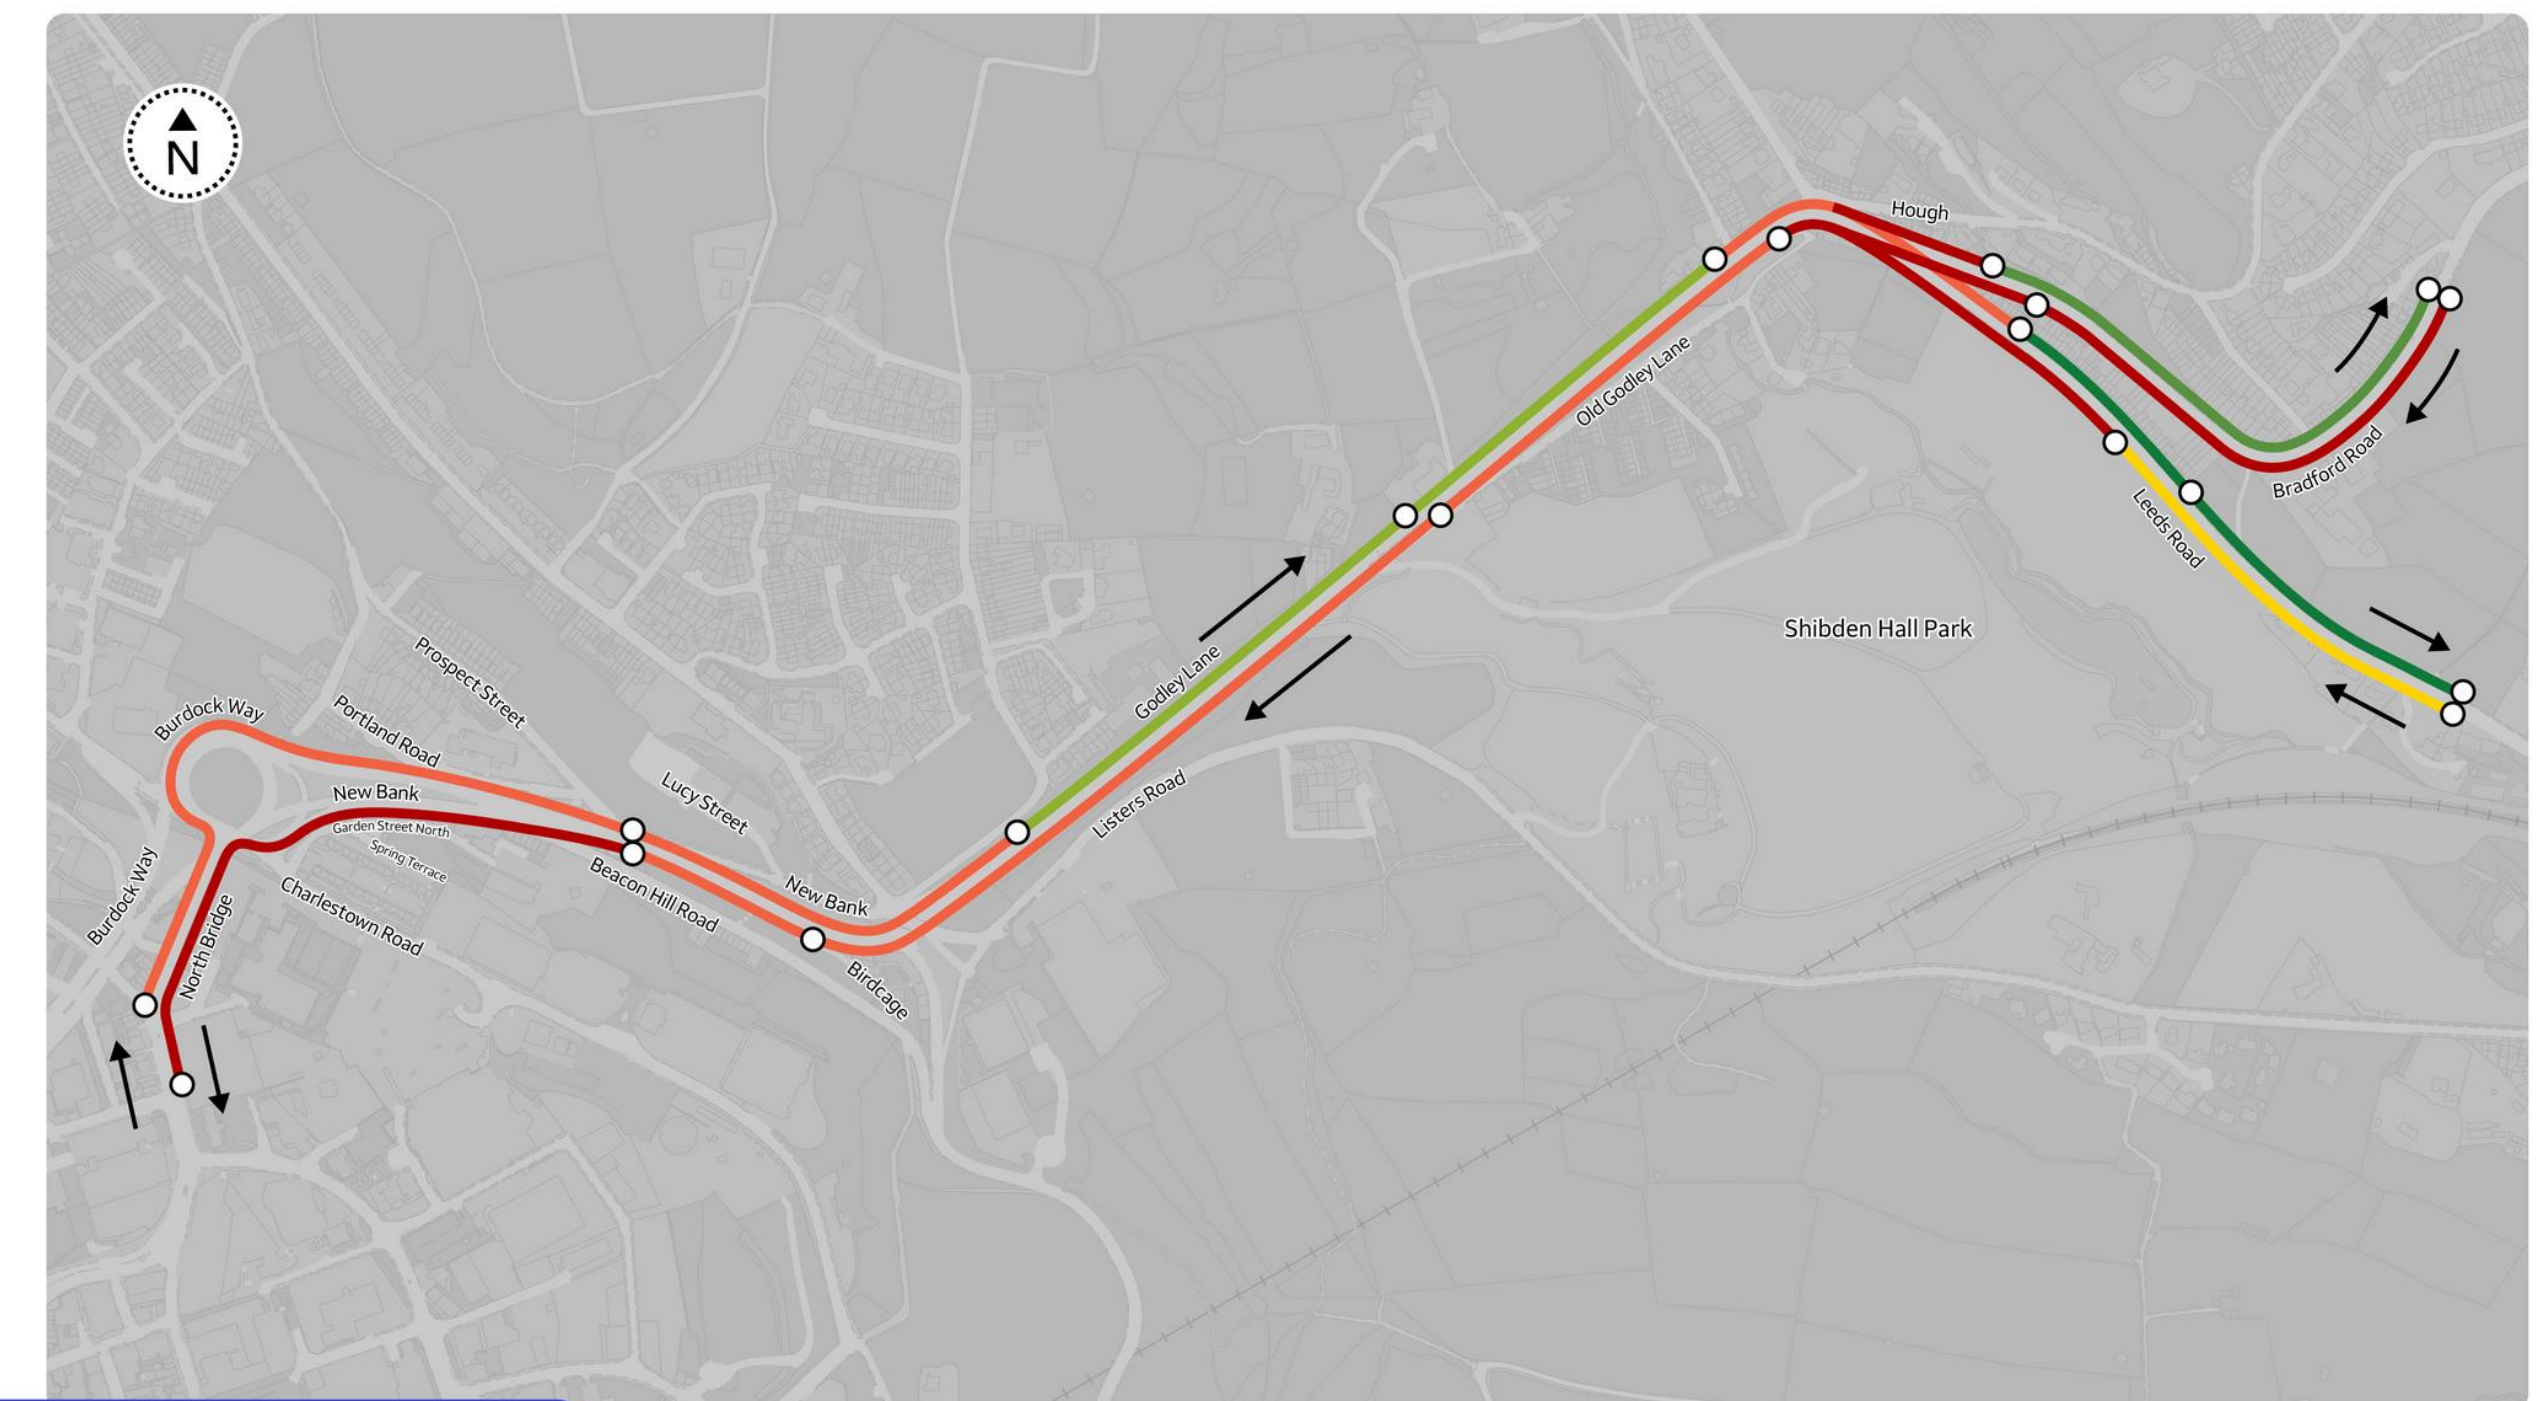 N
Hough
Old Godley Lane
Bradford Road
Leeds Road
Shibden Hall Park
Prospect Street
Godley Lane
Burdock Way
Portland Road
Lucy Street
Listers Road
New Bank
Garden Street North
Spring Terrace
Burdock Way
Beacon Hill Road
New Bank
Charlestown Road
North Bridge
Birdcage